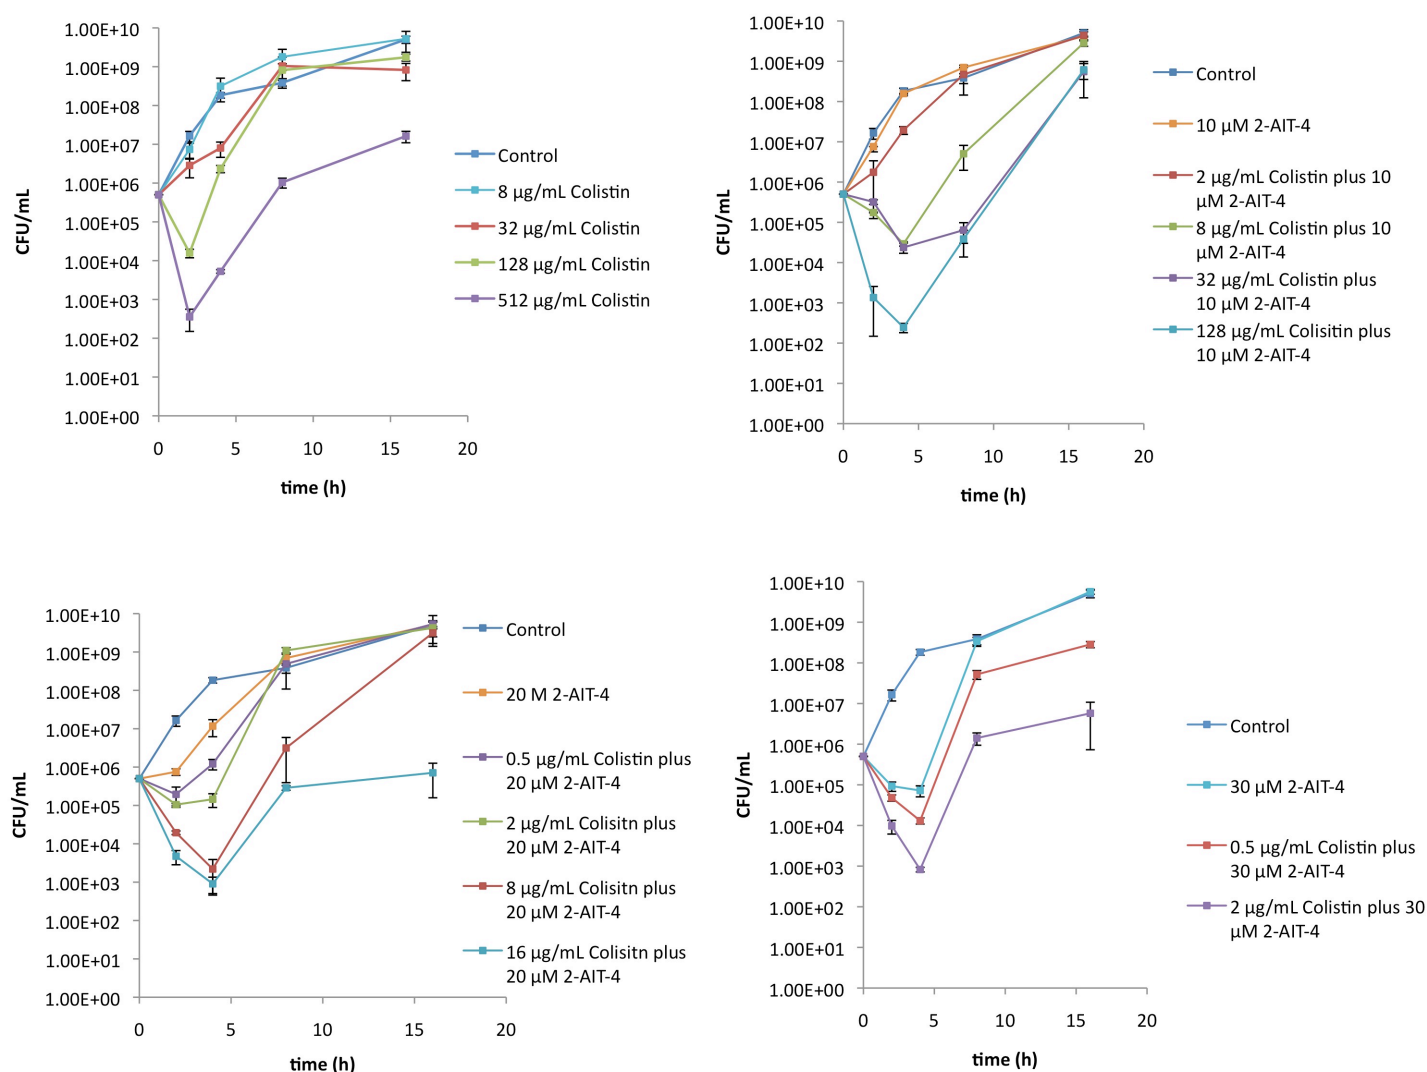 1.00E+10
1.00E+09
1.00E+08
1.00E+07
1.00E+06
1.00E+05
1.00E+04
1.00E+03
1.00E+02
1.00E+01
1.00E+00
CFU/mL
0 5 10 15 20
time (h)
Control
8 µg/mL Colistin
32 µg/mL Colistin
128 µg/mL Colistin
512 µg/mL Colistin
1.00E+10
1.00E+09
1.00E+08
1.00E+07
1.00E+06
1.00E+05
1.00E+04
1.00E+03
1.00E+02
1.00E+01
1.00E+00
CFU/mL
0 5 10 15 20
time (h)
Control
10 µM 2-AIT-4
2 µg/mL Colistin plus 10
µM 2-AIT-4
8 µg/mL Colistin plus 10
µM 2-AIT-4
32 µg/mL Colistin plus
10 µM 2-AIT-4
128 µg/mL Colisitin plus
10 µM 2-AIT-4
1.00E+10
1.00E+09
1.00E+08
1.00E+07
1.00E+06
1.00E+05
1.00E+04
1.00E+03
1.00E+02
1.00E+01
1.00E+00
CFU/mL
0 5 10 15 20
time (h)
Control
20 M 2-AIT-4
0.5 µg/mL Colistin plus
20 µM 2-AIT-4
2 µg/mL Colisitn plus
20 µM 2-AIT-4
8 µg/mL Colisitn plus
20 µM 2-AIT-4
16 µg/mL Colisitn plus
20 µM 2-AIT-4
1.00E+10
1.00E+09
1.00E+08
1.00E+07
1.00E+06
1.00E+05
1.00E+04
1.00E+03
1.00E+02
1.00E+01
1.00E+00
CFU/mL
0 5 10 15 20
time (h)
Control
30 µM 2-AIT-4
0.5 µg/mL Colistin plus
30 µM 2-AIT-4
2 µg/mL Colistin plus 30
µM 2-AIT-4